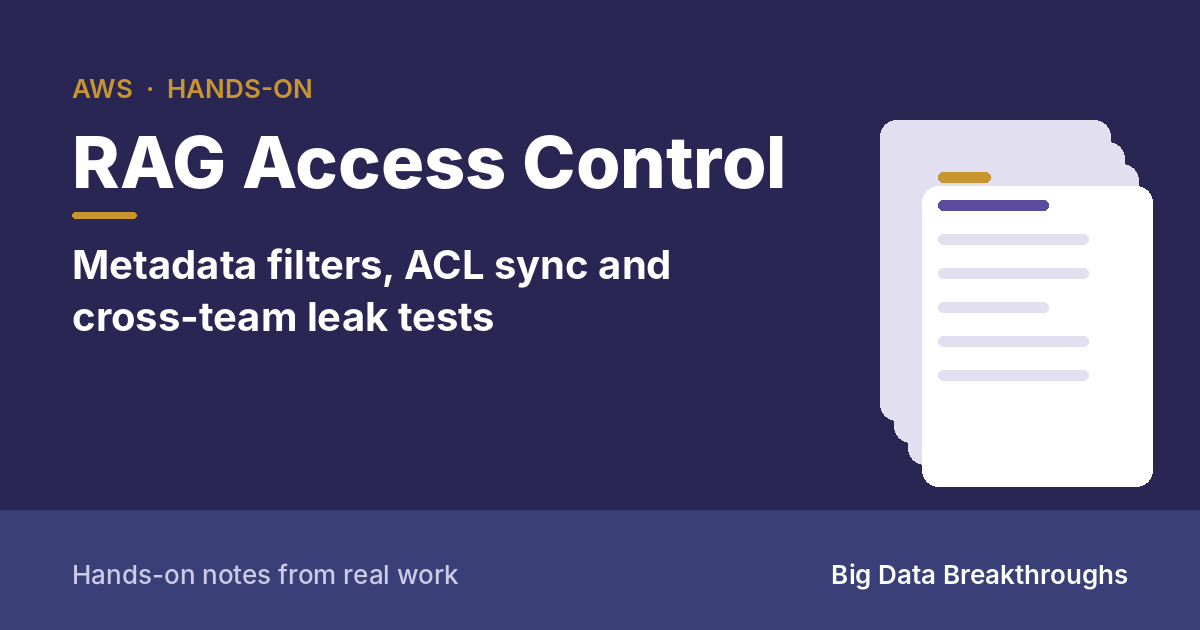 AWS · HANDS-ON
RAG Access Control
Metadata filters, ACL sync and
cross-team leak tests
Hands-on notes from real work
Big Data Breakthroughs